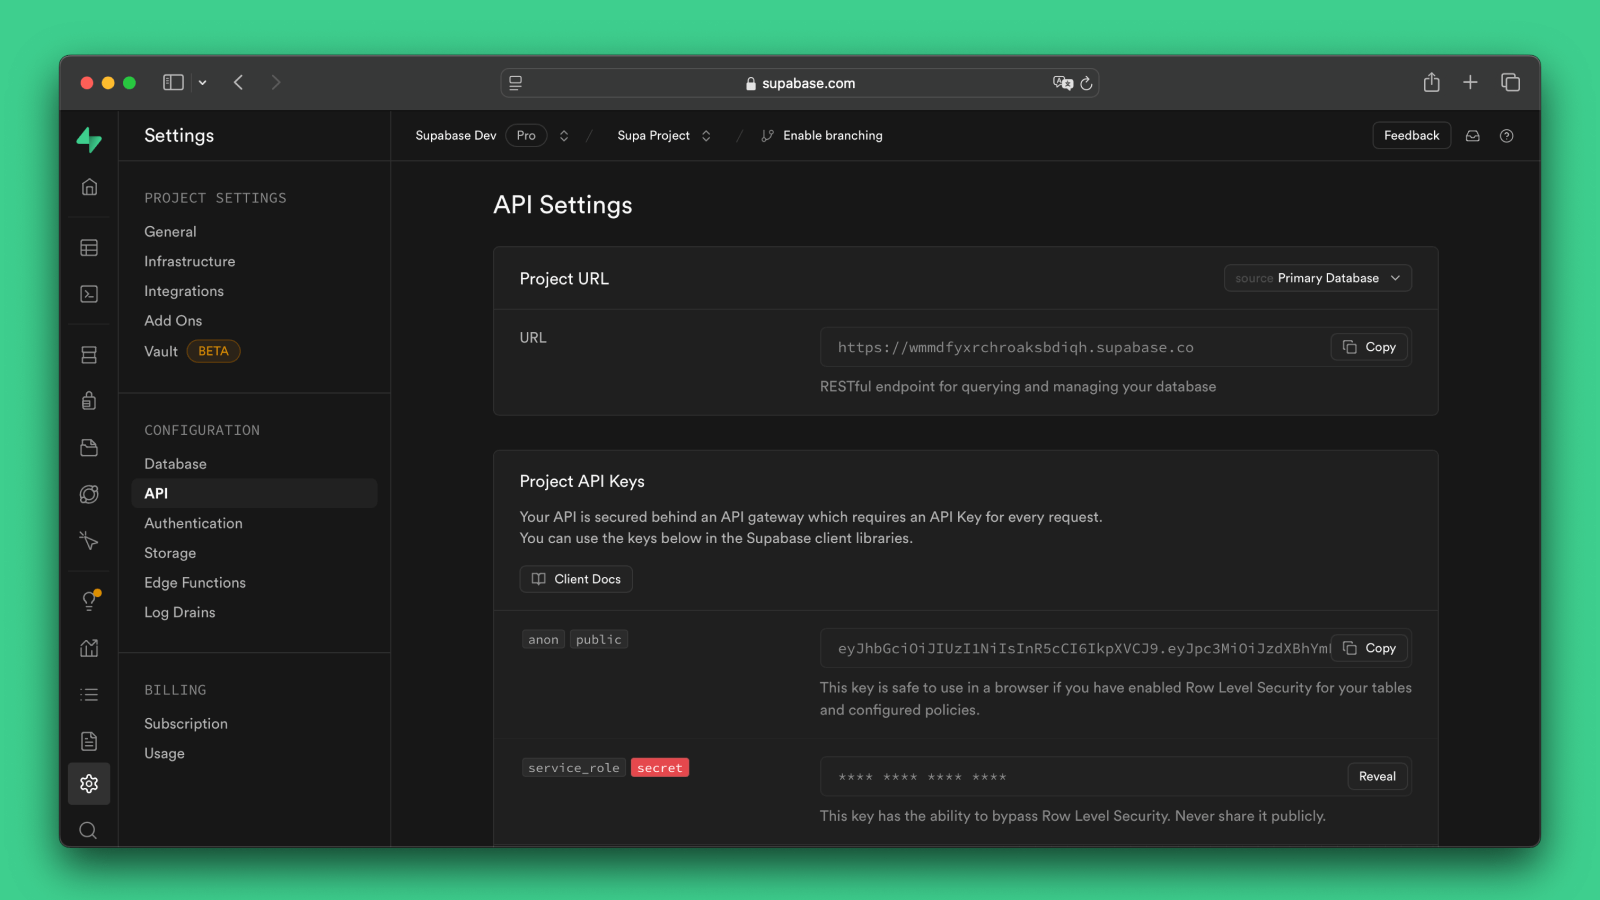 supabase.com
Settings
Supabase Dev Pro / Supa Project / Enable branching
Feedback
PROJECT SETTINGS
General
Infrastructure
Integrations
Add Ons
Vault BETA
CONFIGURATION
Database
API
Authentication
Storage
Edge Functions
Log Drains
BILLING
Subscription
Usage
API Settings
Project URL
source Primary Database
URL
https://wmmdfyxrchroaksbdiqh.supabase.co
Copy
RESTful endpoint for querying and managing your database
Project API Keys
Your API is secured behind an API gateway which requires an API Key for every request.
You can use the keys below in the Supabase client libraries.
Client Docs
anon public
eyJhbGciOiJIUzI1NiIsInR5cCI6IkpXVCJ9.eyJpc3MiOiJzdXBhYm
Copy
This key is safe to use in a browser if you have enabled Row Level Security for your tables
and configured policies.
service_role secret
**** **** **** ****
Reveal
This key has the ability to bypass Row Level Security. Never share it publicly.